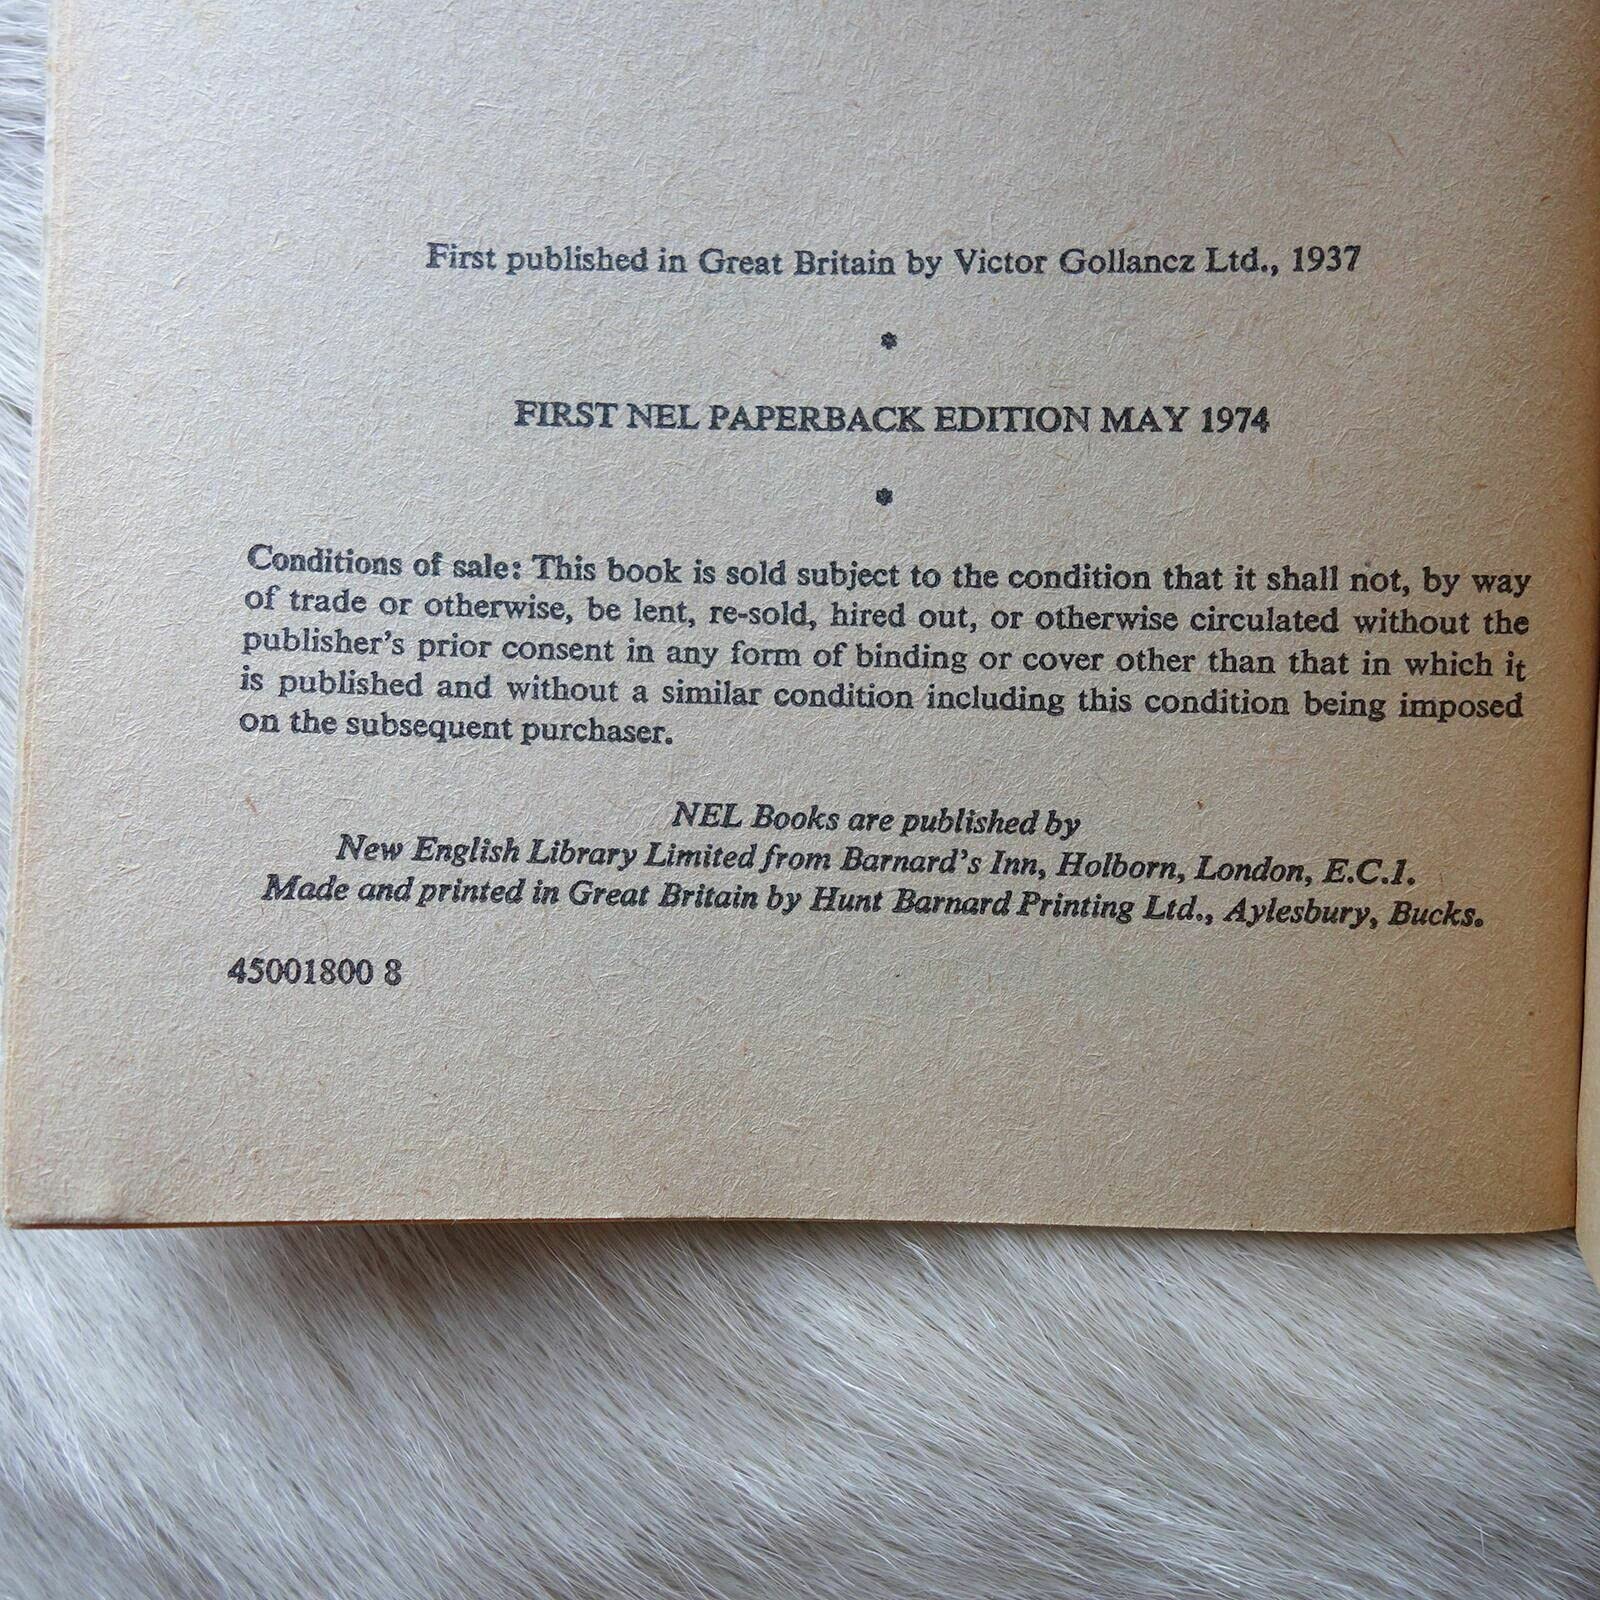 First published in Great Britain by Victor Gollancz Ltd., 1937
*
FIRST NEL PAPERBACK EDITION MAY 1974
*
Conditions of sale: This book is sold subject to the condition that it shall not, by way
of trade or otherwise, be lent, re-sold, hired out, or otherwise circulated without the
publisher's prior consent in any form of binding or cover other than that in which it
is published and without a similar condition including this condition being imposed
on the subsequent purchaser.
NEL Books are published by
New English Library Limited from Barnard's Inn, Holborn, London, E.C.1.
Made and printed in Great Britain by Hunt Barnard Printing Ltd., Aylesbury, Bucks.
45001800 8